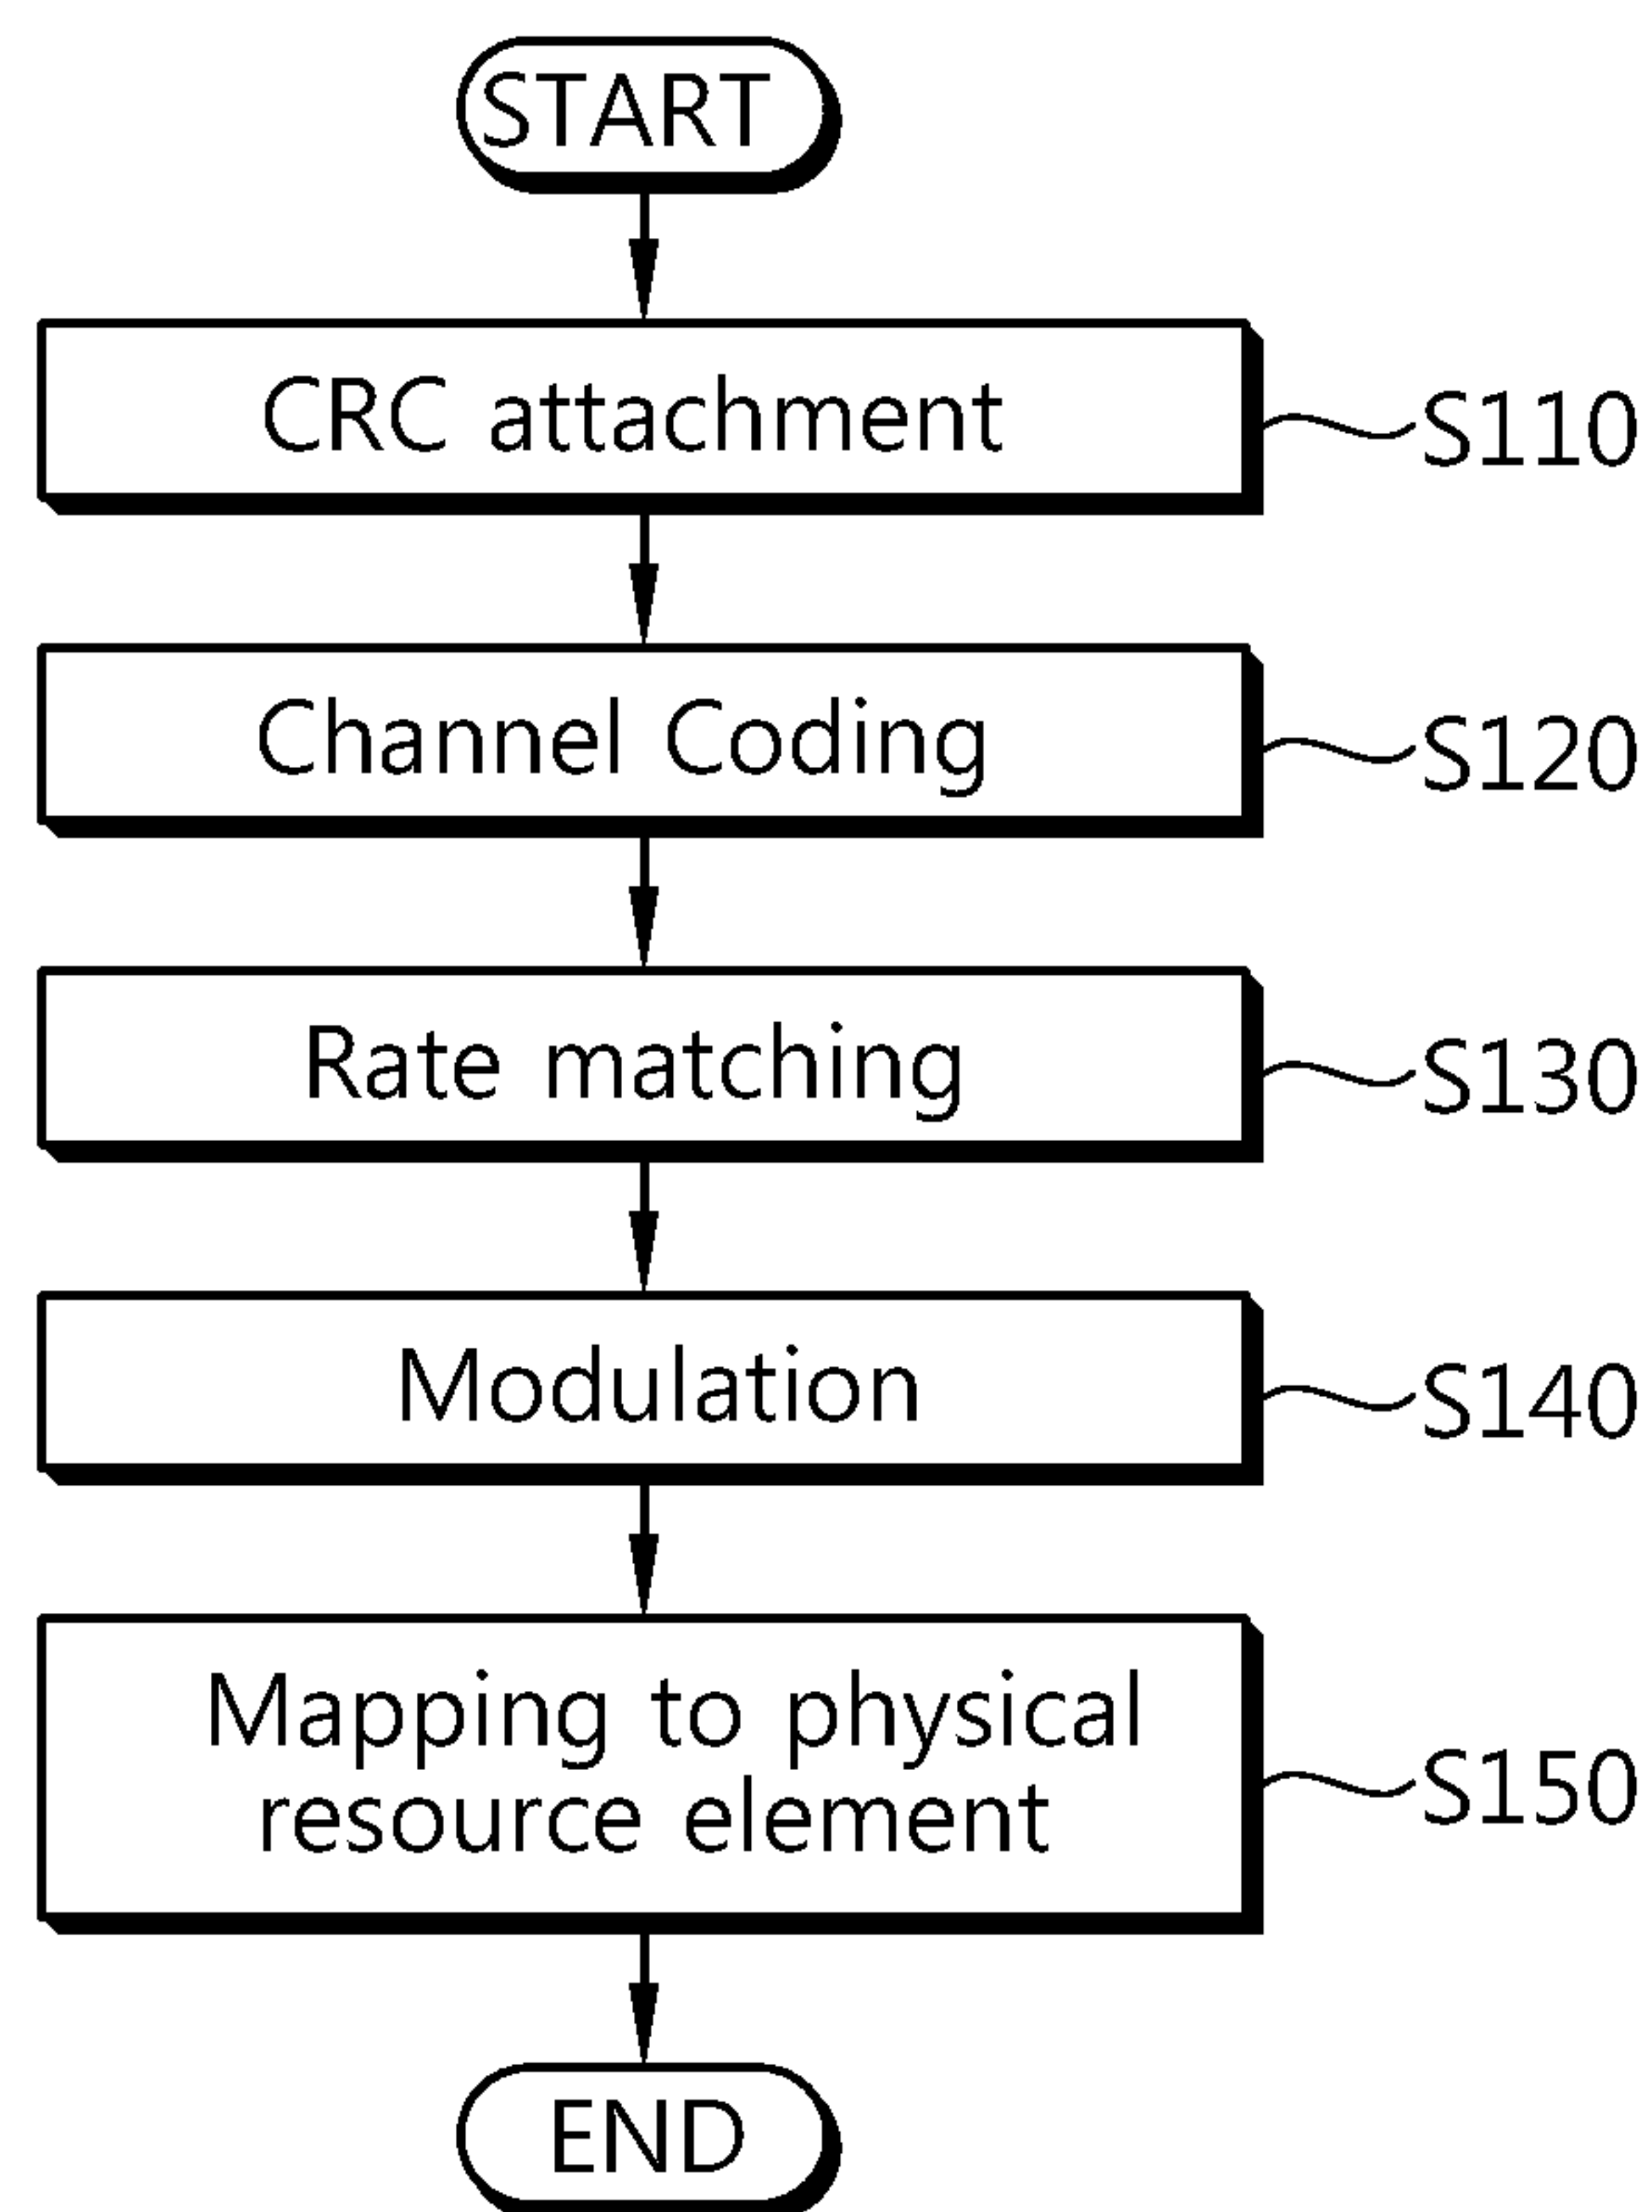 START
CRC attachment
S110
Channel Coding
S120
Rate matching
S130
Modulation
S140
Mapping to physical
resource element
S150
END